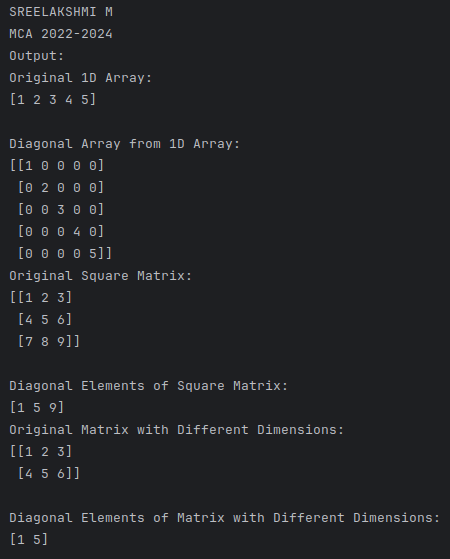 SREELAKSHMI M
MCA 2022-2024
Output:
Original 1D Array:
[1 2 3 4 5]

Diagonal Array from 1D Array:
[[1 0 0 0 0]
 [0 2 0 0 0]
 [0 0 3 0 0]
 [0 0 0 4 0]
 [0 0 0 0 5]]
Original Square Matrix:
[[1 2 3]
 [4 5 6]
 [7 8 9]]

Diagonal Elements of Square Matrix:
[1 5 9]
Original Matrix with Different Dimensions:
[[1 2 3]
 [4 5 6]]

Diagonal Elements of Matrix with Different Dimensions:
[1 5]